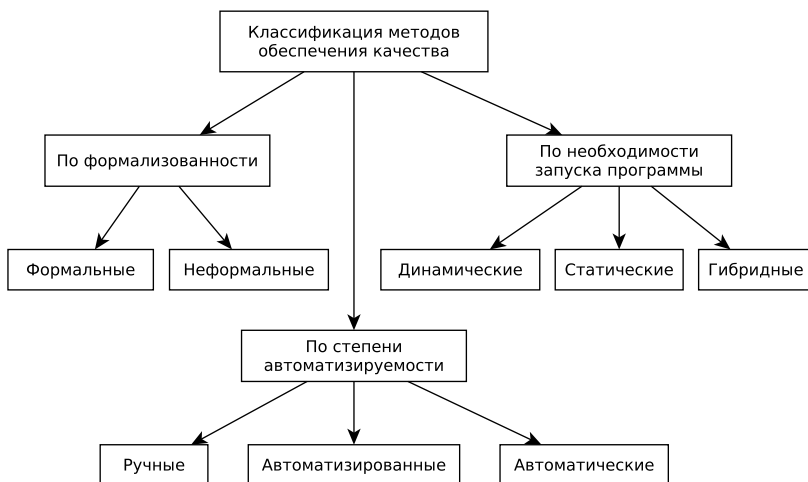 Классификация методов
обеспечения качества
По формализованности
По необходимости
запуска программы
Формальные
Неформальные
Динамические
Статические
Гибридные
По степени
автоматизируемости
Ручные
Автоматизированные
Автоматические